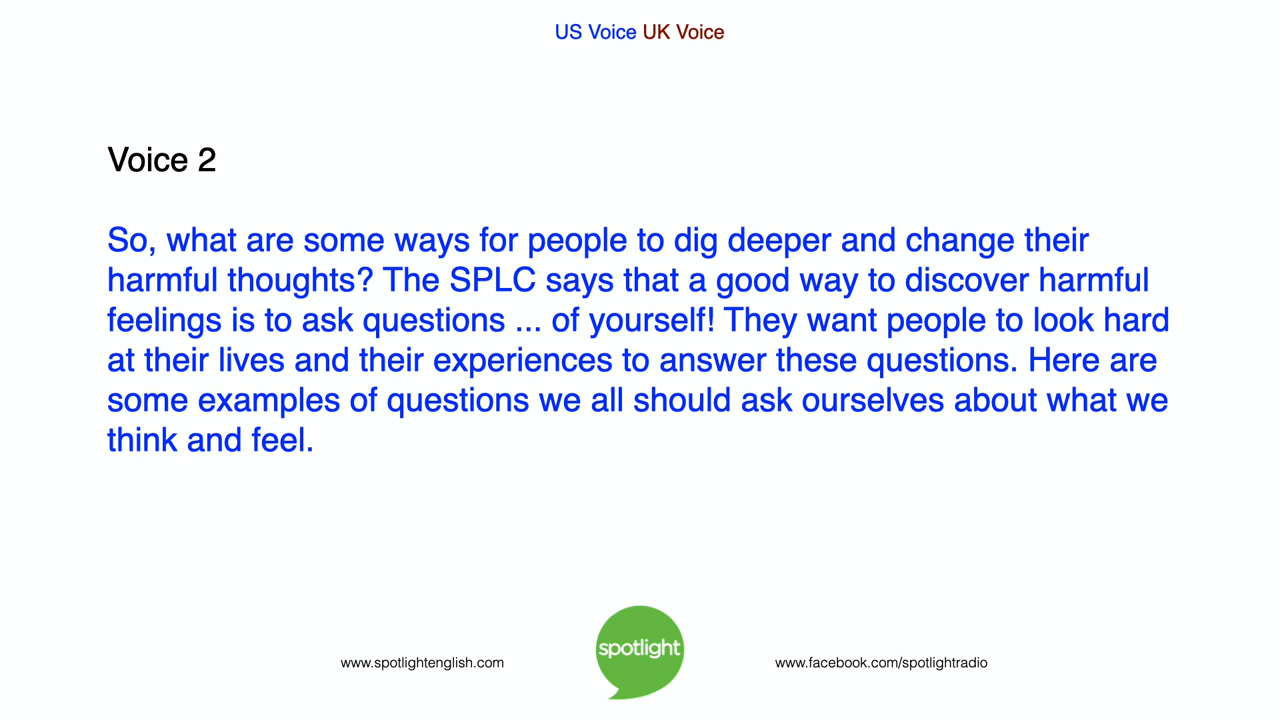 US Voice UK Voice
Voice 2
So, what are some ways for people to dig deeper and change their
harmful thoughts? The SPLC says that a good way to discover harmful
feelings is to ask questions ... of yourself! They want people to look hard
at their lives and their experiences to answer these questions. Here are
some examples of questions we all should ask ourselves about what we
think and feel.
www.spotlightenglish.com
spotlight
www.facebook.com/spotlightradio